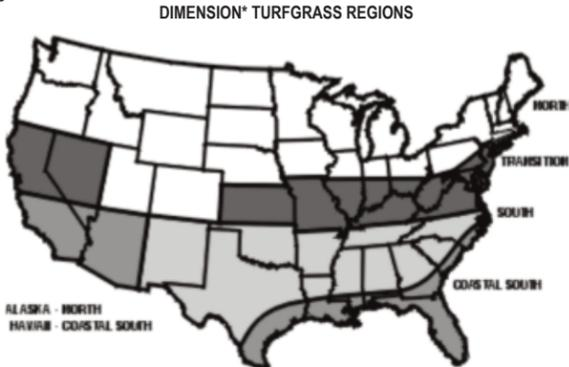 DIMENSION* TURFGRASS REGIONS
NORTH
TRANSITION
SOUTH
COASTAL SOUTH
ALASKA - NORTH
HAWAII - COASTAL SOUTH